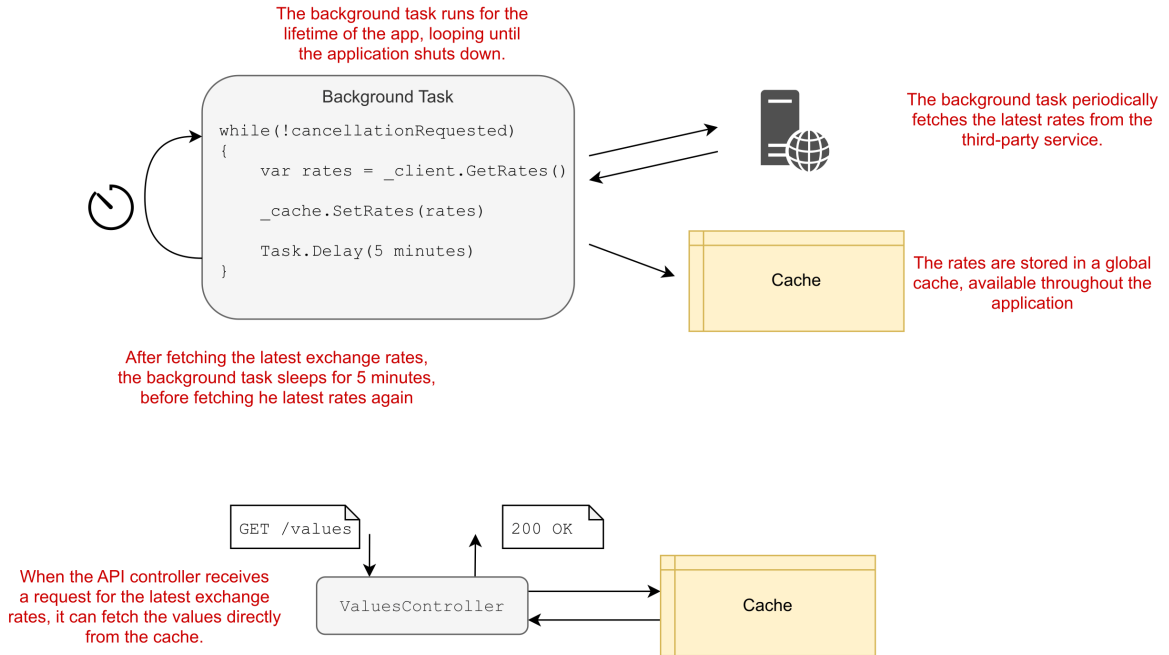 The background task runs for the
lifetime of the app, looping until
the application shuts down.
Background Task
while(!cancellationRequested)
{
var rates = _client.GetRates()
_cache.SetRates(rates)
Task.Delay(5 minutes)
}
The background task periodically
fetches the latest rates from the
third-party service.
Cache
The rates are stored in a global
cache, available throughout the
application
After fetching the latest exchange rates,
the background task sleeps for 5 minutes,
before fetching he latest rates again
GET /values
200 OK
When the API controller receives
a request for the latest exchange
rates, it can fetch the values directly
from the cache.
ValuesController
Cache